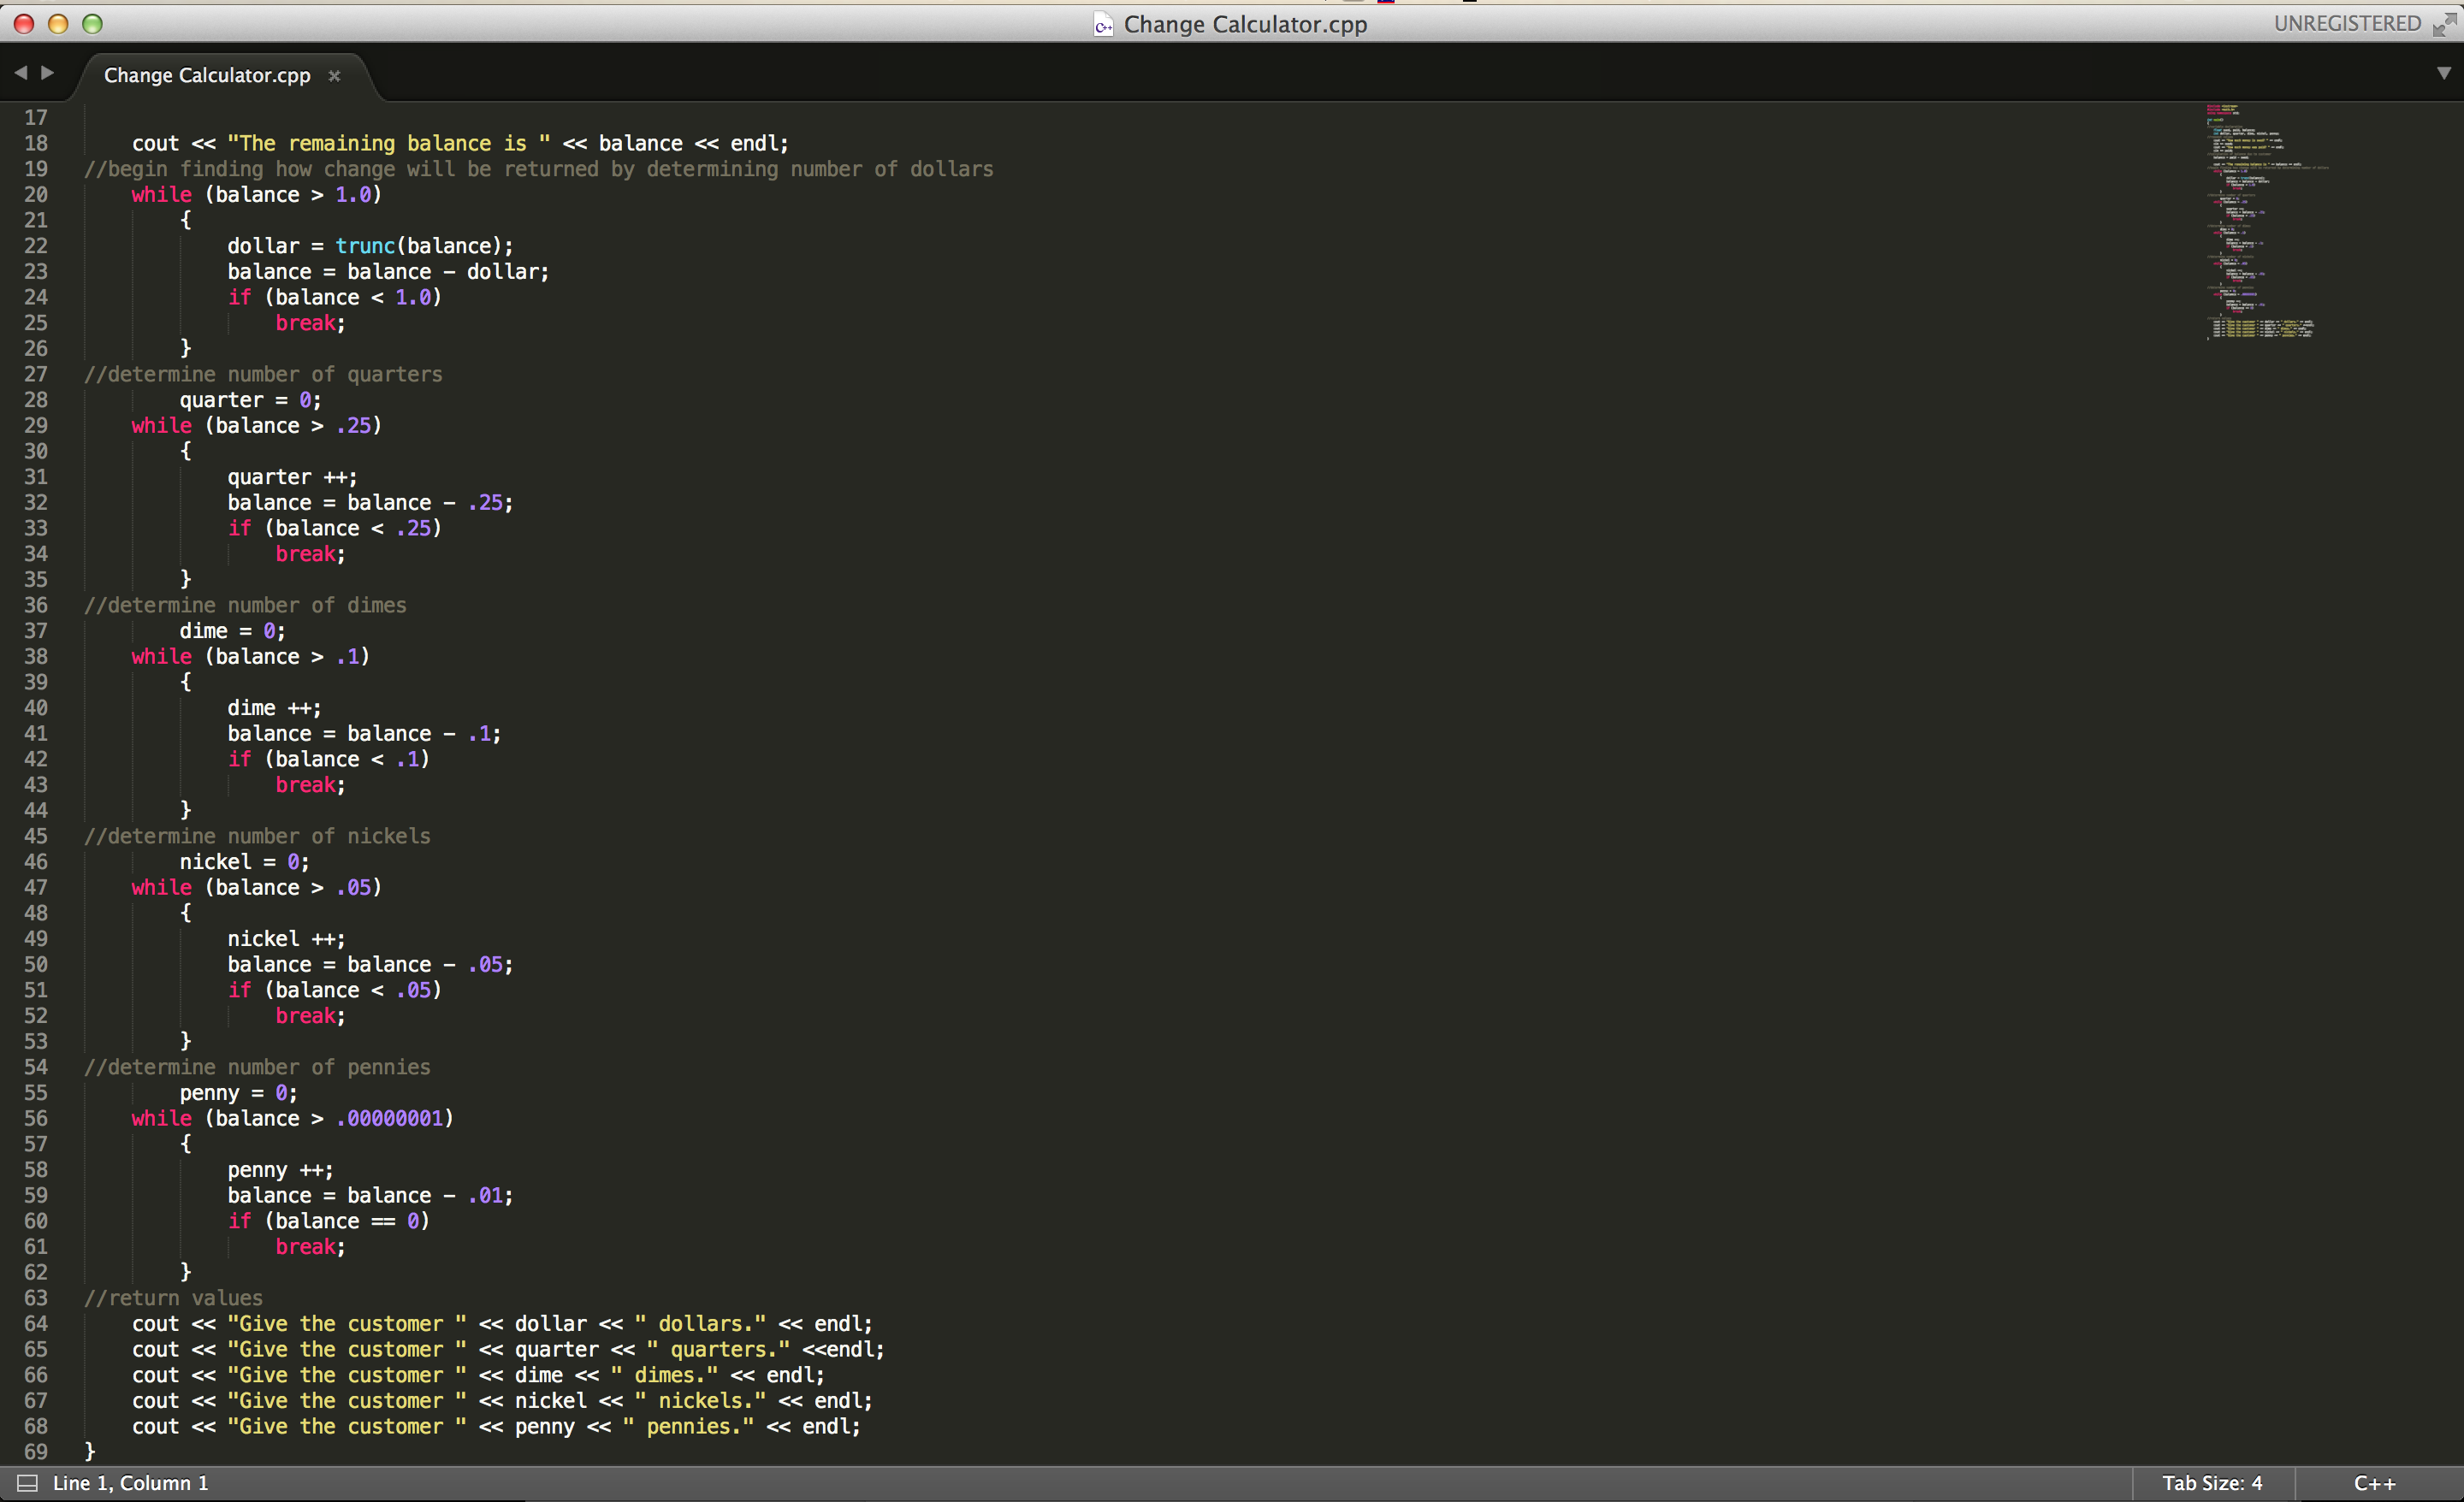 Change Calculator.cpp
UNREGISTERED
Change Calculator.cpp ×
17
18     cout << "The remaining balance is " << balance << endl;
19 //begin finding how change will be returned by determining number of dollars
20     while (balance > 1.0)
21         {
22             dollar = trunc(balance);
23             balance = balance - dollar;
24             if (balance < 1.0)
25                 break;
26         }
27 //determine number of quarters
28         quarter = 0;
29     while (balance > .25)
30         {
31             quarter ++;
32             balance = balance - .25;
33             if (balance < .25)
34                 break;
35         }
36 //determine number of dimes
37         dime = 0;
38     while (balance > .1)
39         {
40             dime ++;
41             balance = balance - .1;
42             if (balance < .1)
43                 break;
44         }
45 //determine number of nickels
46         nickel = 0;
47     while (balance > .05)
48         {
49             nickel ++;
50             balance = balance - .05;
51             if (balance < .05)
52                 break;
53         }
54 //determine number of pennies
55         penny = 0;
56     while (balance > .00000001)
57         {
58             penny ++;
59             balance = balance - .01;
60             if (balance == 0)
61                 break;
62         }
63 //return values
64     cout << "Give the customer " << dollar << " dollars." << endl;
65     cout << "Give the customer " << quarter << " quarters." <<endl;
66     cout << "Give the customer " << dime << " dimes." << endl;
67     cout << "Give the customer " << nickel << " nickels." << endl;
68     cout << "Give the customer " << penny << " pennies." << endl;
69 }
Line 1, Column 1
Tab Size: 4
C++